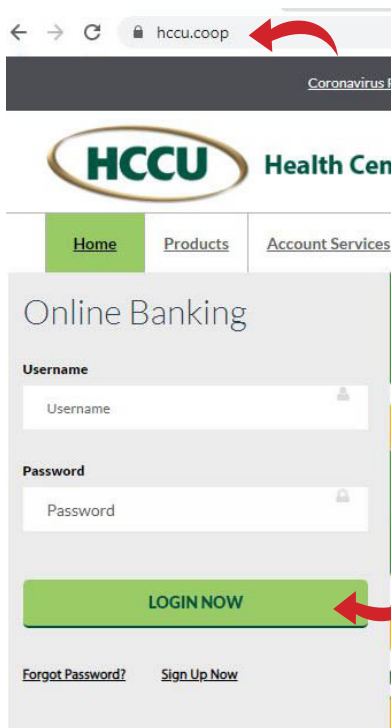 hccu.coop
Coronavirus
HCCU Health Cen
Home Products Account Services
Online Banking
Username
Username
Password
Password
LOGIN NOW
Forgot Password? Sign Up Now